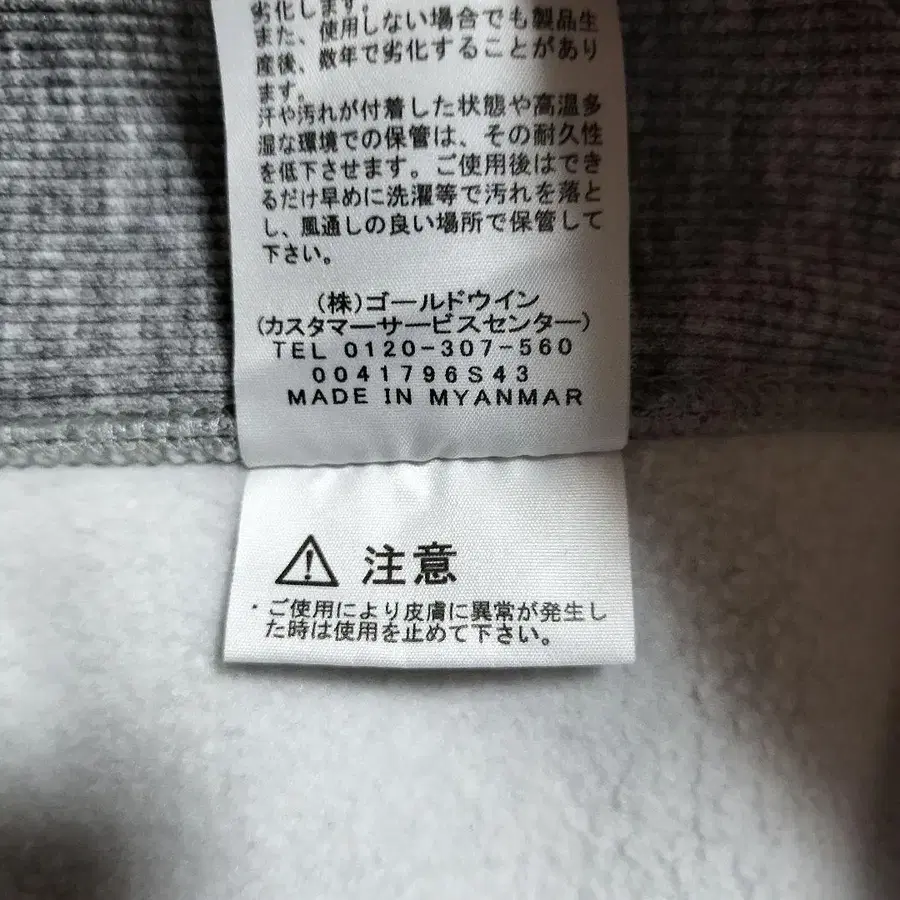 劣化します。
また、使用しない場合でも製品生
産後、数年で劣化することがあり
ます。
汗や汚れが付着した状態や高温多
湿な環境での保管は、その耐久性
を低下させます。ご使用後はでき
るだけ早めに洗濯等で汚れを落と
し、風通しの良い場所で保管して
下さい。
(株)ゴールドウイン
(カスタマーサービスセンター)
TEL 0120-307-560
0041796S43
MADE IN MYANMAR
注意
・ご使用により皮膚に異常が発生し
た時は使用を止めて下さい。